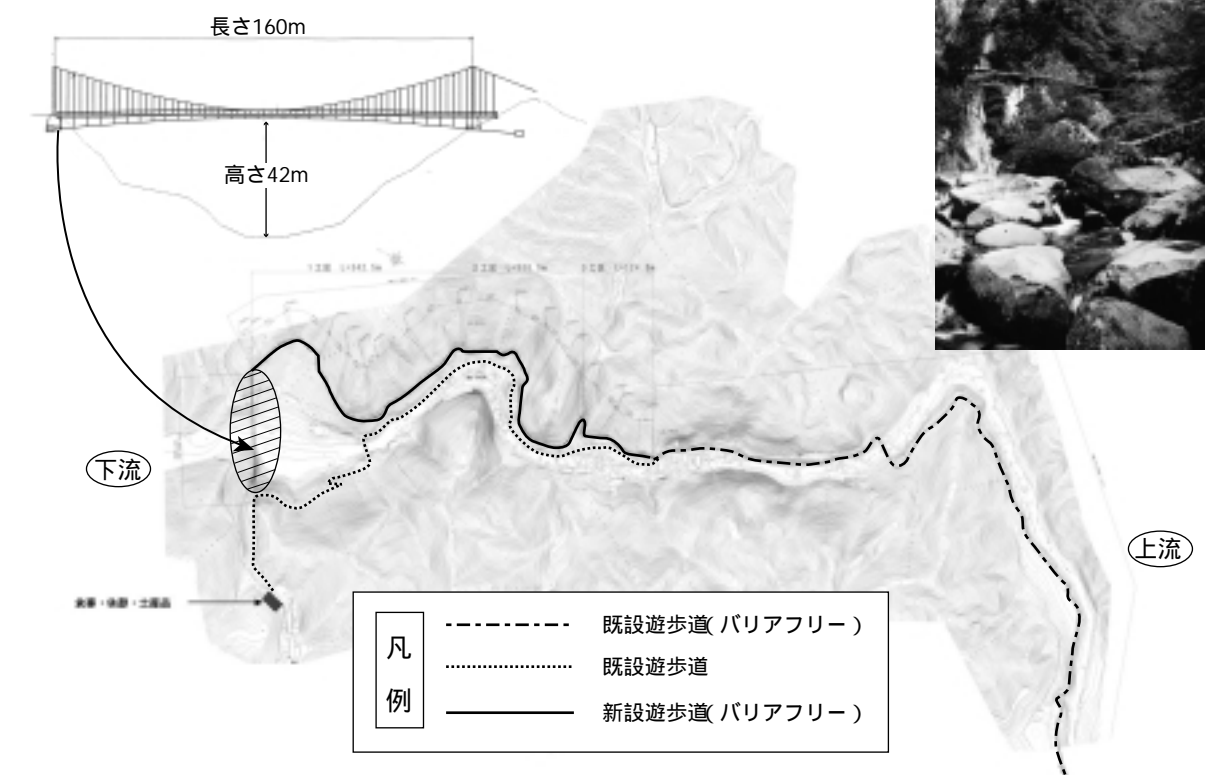 長さ160m
高さ42m
下流
上流
凡例
既設遊歩道(バリアフリー)
既設遊歩道
新設遊歩道(バリアフリー)